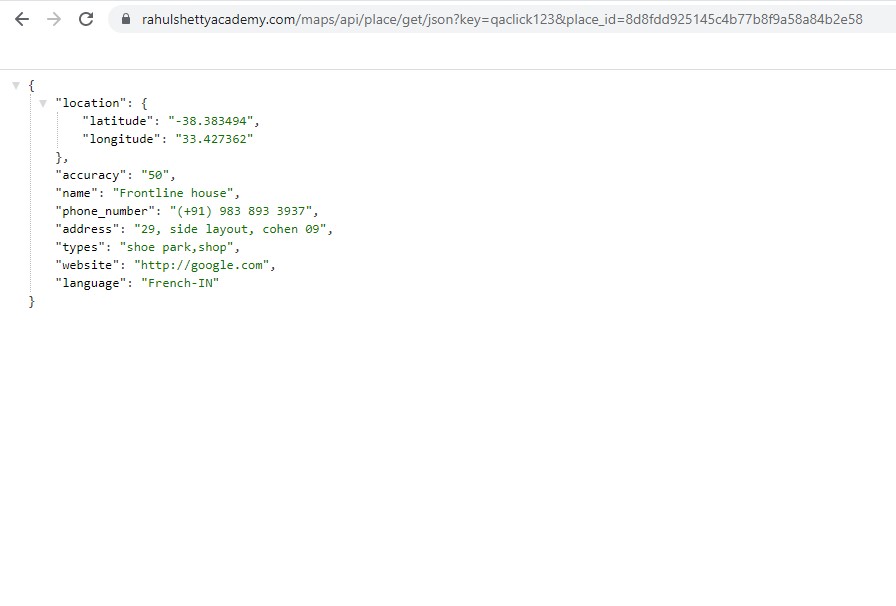 rahulshettyacademy.com/maps/api/place/get/json?key=qaclick123&place_id=8d8fdd925145c4b77b8f9a58a84b2e58
{
"location": {
"latitude": "-38.383494",
"longitude": "33.427362"
},
"accuracy": "50",
"name": "Frontline house",
"phone_number": "(+91) 983 893 3937",
"address": "29, side layout, cohen 09",
"types": "shoe park,shop",
"website": "http://google.com",
"language": "French-IN"
}